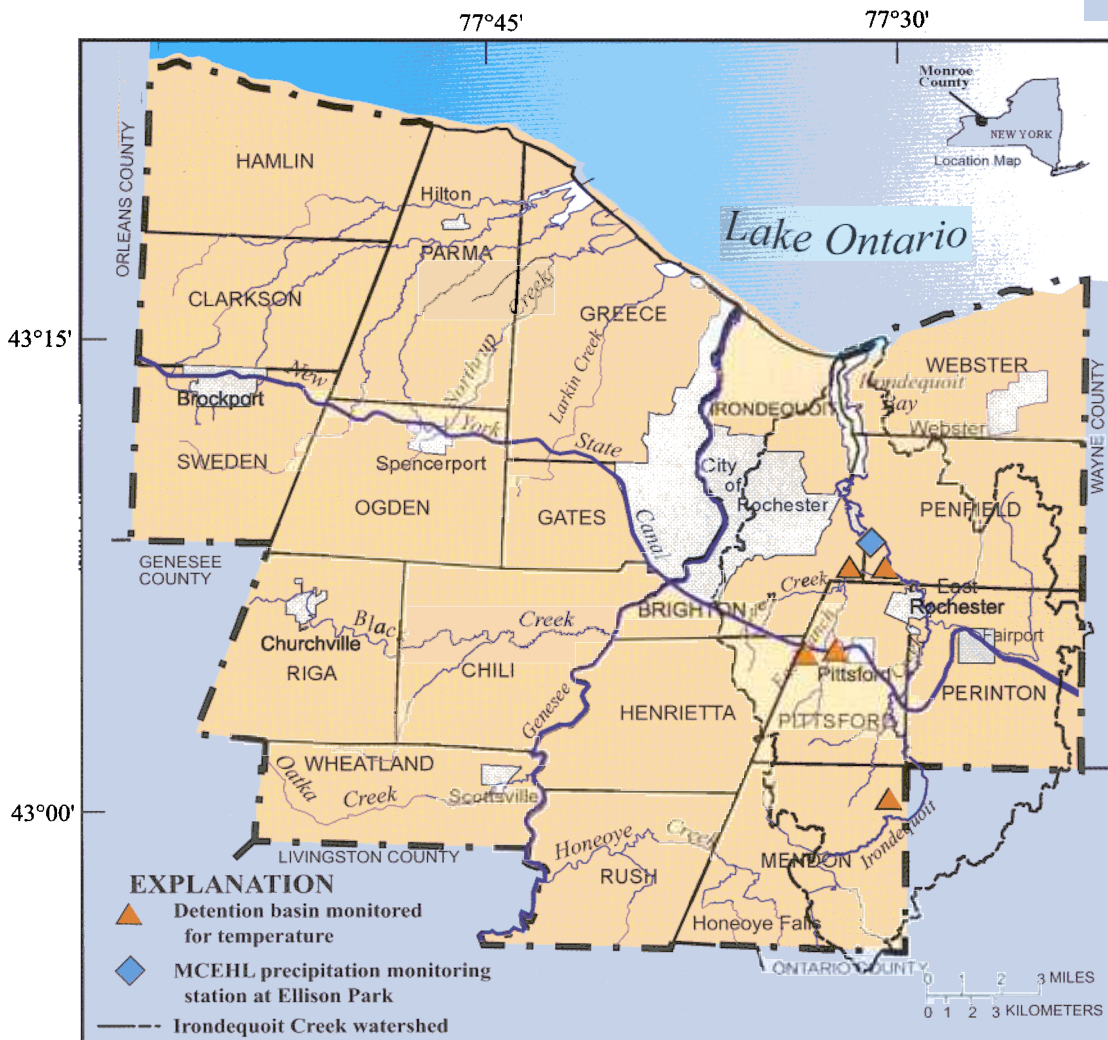 77°45'
77°30'
Monroe
County
NEW YORK
Location Map
HAMLIN
ORLEANS COUNTY
Hilton
PARMA
Lake Ontario
CLARKSON
Creeks
GREECE
43°15'
WEBSTER
Irondequoit
Bay
Northrup
Larkin Creek
New
Brockport
IRONDEQUOIT
Webster
WAYNE COUNTY
York
State
SWEDEN
Spencerport
City
of
Rochester
OGDEN
GATES
PENFIELD
Canal
GENESEE
COUNTY
Creek
East
Rochester
BRIGHTON
Blac
Creek
Churchville
Fairport
RIGA
CHILI
Pittsford
Creek
PERINTON
Genesee
HENRIETTA
PITTSFORD
WHEATLAND
Oatka
Creek
Scottsville
43°00'
Irondequoit
Honeoye
Creek
LIVINGSTON COUNTY
MENDON
RUSH
Honeoye Falls
ONTARIO COUNTY
EXPLANATION
Detention basin monitored
for temperature
MCEHL precipitation monitoring
station at Ellison Park
Irondequoit Creek watershed
0 1 2 3 MILES
0 1 2 3 KILOMETERS